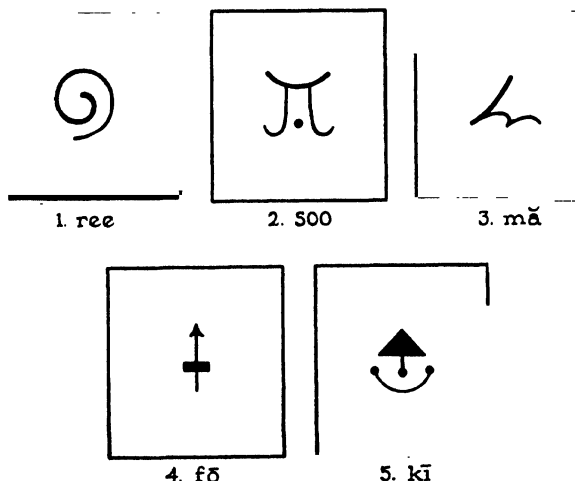 1. ree
2. soo
3. mă
4. fō
5. kī